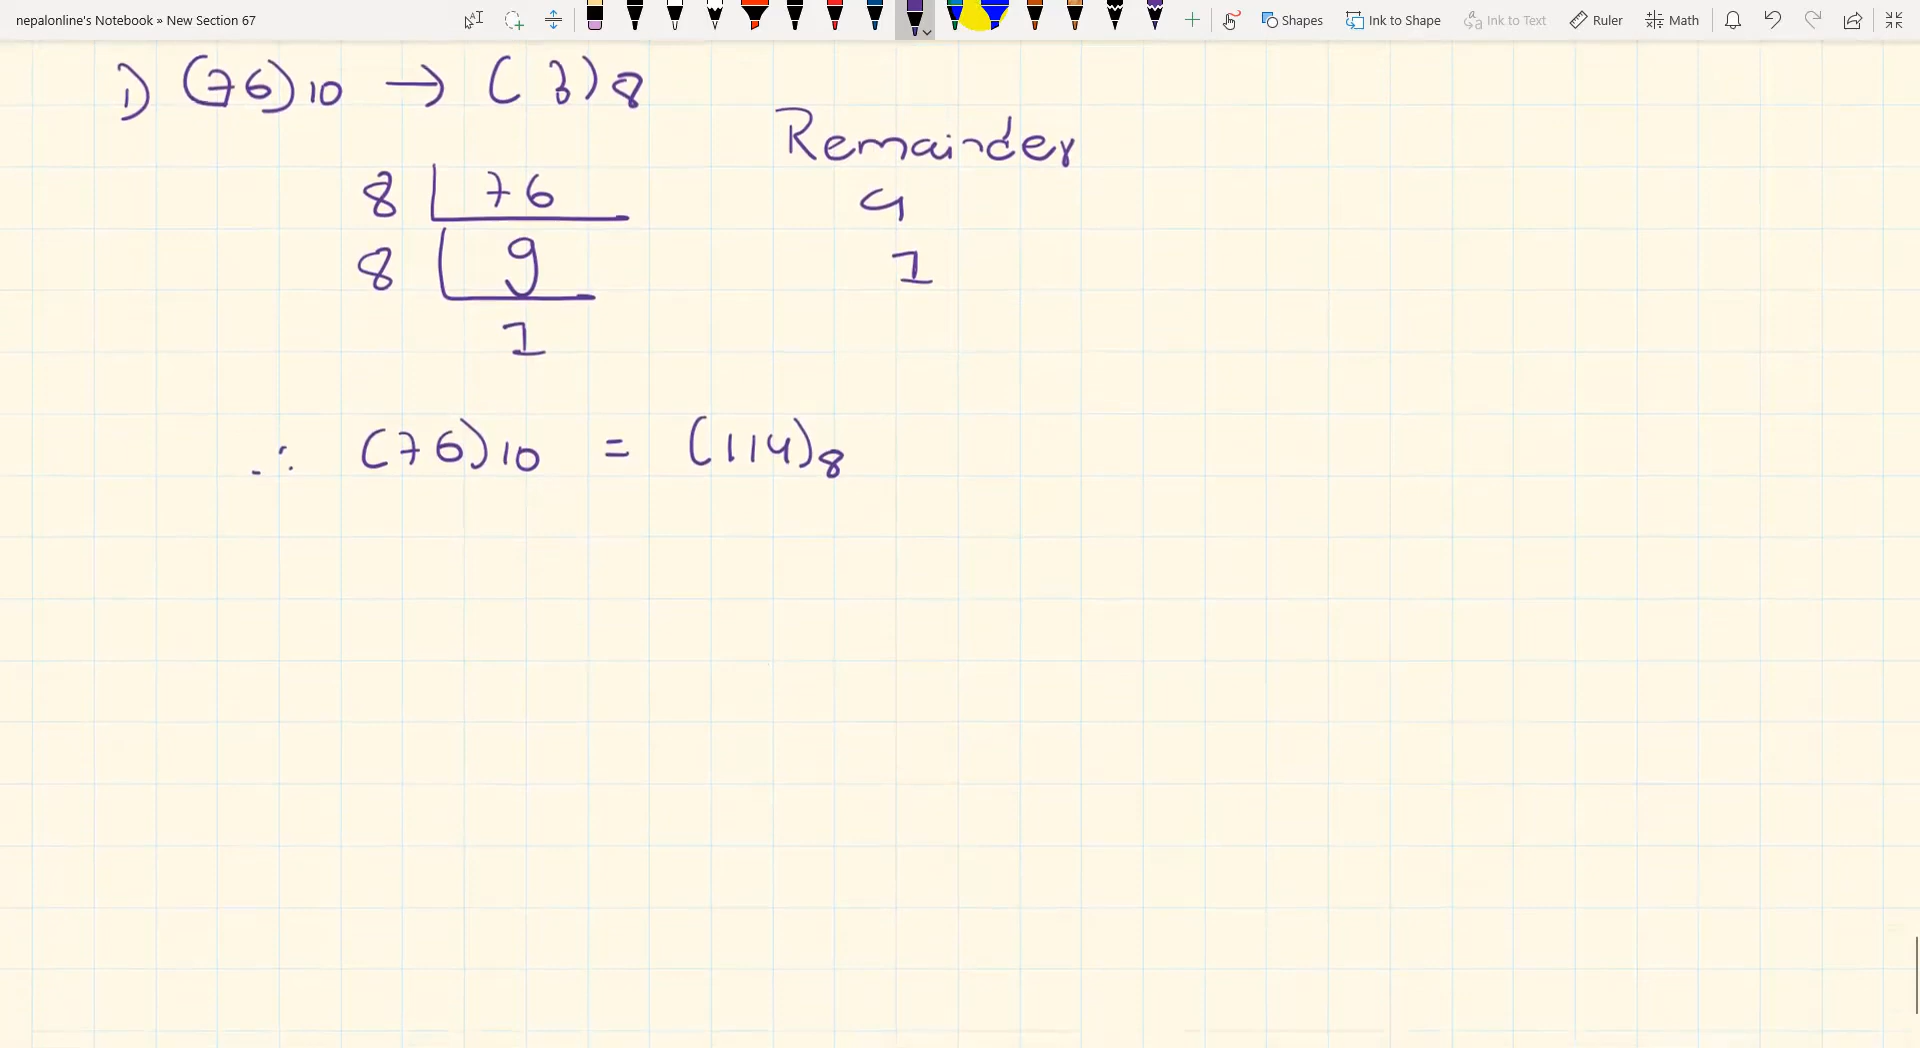 nepalonline's Notebook » New Section 67
Shapes
Ink to Shape
Ink to Text
Ruler
Math
1) (76)10 → ( ? )8
Remainder
8 76 4
8 9 1
1
∴ (76)10 = (114)8